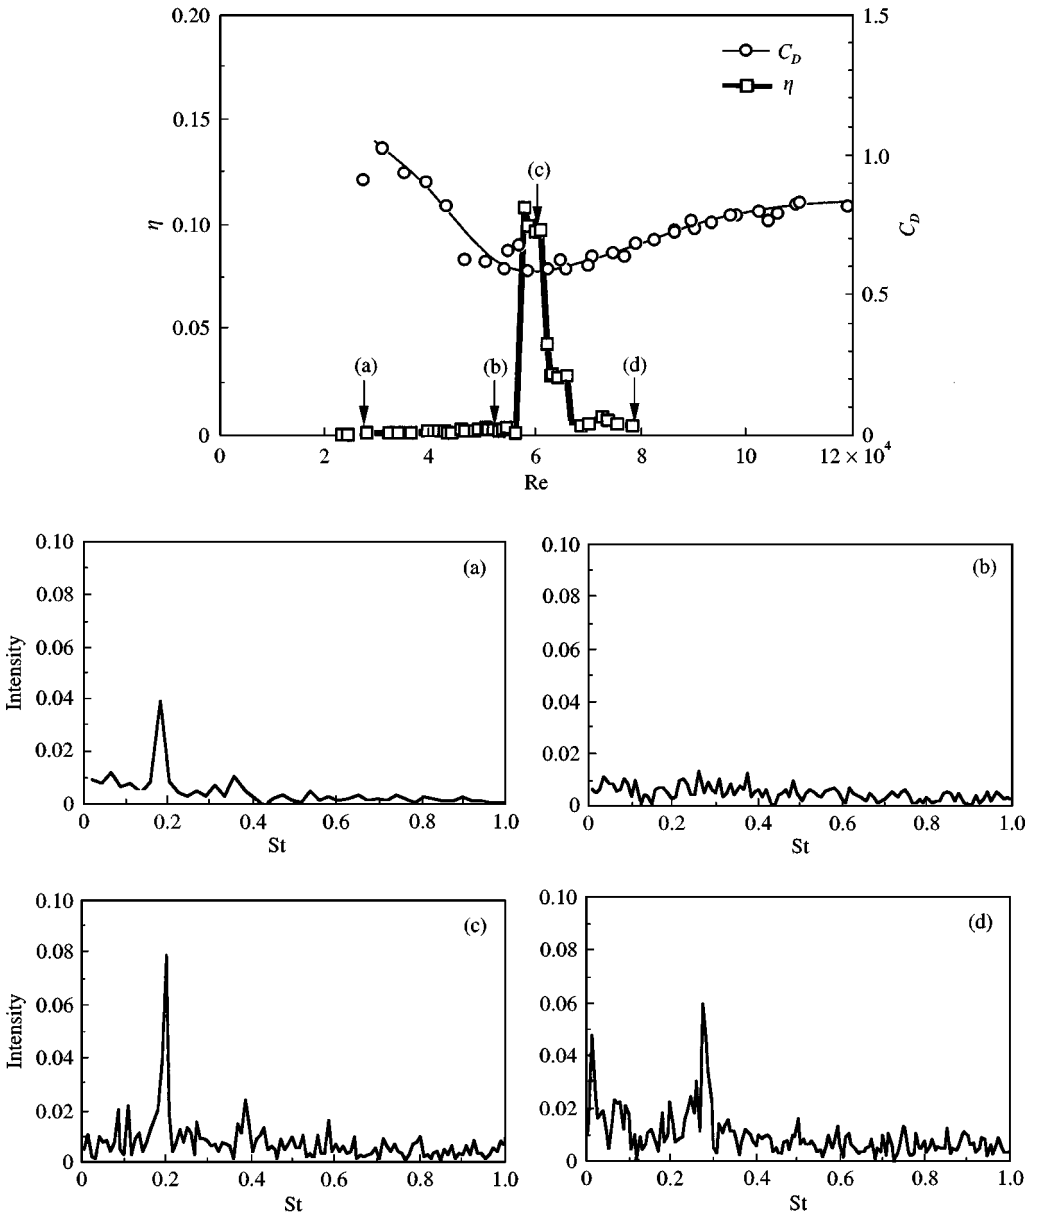 0.20 1.5
C_D
η
0.15
1.0
(c)
η 0.10 C_D
0.5
0.05
(a) (b) (d)
0 0
0 2 4 6 8 10 12 × 10⁴
Re
0.10 (a) 0.10 (b)
0.08 0.08
0.06 0.06
Intensity
0.04 0.04
0.02 0.02
0 0
0 0.2 0.4 0.6 0.8 1.0 0 0.2 0.4 0.6 0.8 1.0
St St
0.10 (c) 0.10 (d)
0.08 0.08
0.06 0.06
Intensity
0.04 0.04
0.02 0.02
0 0
0 0.2 0.4 0.6 0.8 1.0 0 0.2 0.4 0.6 0.8 1.0
St St